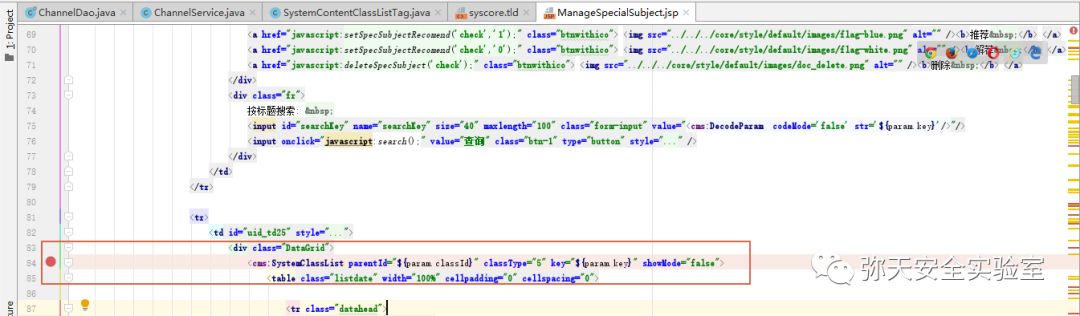 ChannelDao.java × ChannelService.java × SystemContentClassListTag.java × syscore.tld × ManageSpecialSubject.jsp ×
1: Project
69 <a href="javascript:setSpecSubjectRecomend('check','1');" class="btnwithico"> <img src="../../../core/style/default/images/flag-blue.png" alt="" /><b>推荐&nbsp;</b> </a>
70 <a href="javascript:setSpecSubjectRecomend('check','0');" class="btnwithico"> <img src="../../../core/style/default/images/flag-white.png" alt="" /><b>解荐&nbsp;</b> </a>
71 <a href="javascript:deleteSpecSubject('check');" class="btnwithico"> <img src="../../../core/style/default/images/doc_delete.png" alt="" /><b>删除&nbsp;</b> </a>
72 </div>
73 <div class="fr">
74 按标题搜索: &nbsp;
75 <input id="searchKey" name="searchKey" size="40" maxlength="100" class="form-input" value="<cms:DecodeParam codeMode='false' str='${param.key}'/>"/>
76 <input onclick="javascript:search();" value="查询" class="btn-1" type="button" style="..." />
77 </div>
78 </td>
79 </tr>
80
81 <tr>
82 <td id="uid_td25" style="...">
83 <div class="DataGrid">
84 <cms:SystemClassList parentId="${param.classId}" classType="5" key="${param.key}" showMode="false">
85 <table class="listdate" width="100%" cellpadding="0" cellspacing="0">
86
87 <tr class="datahead">
弥天安全实验室